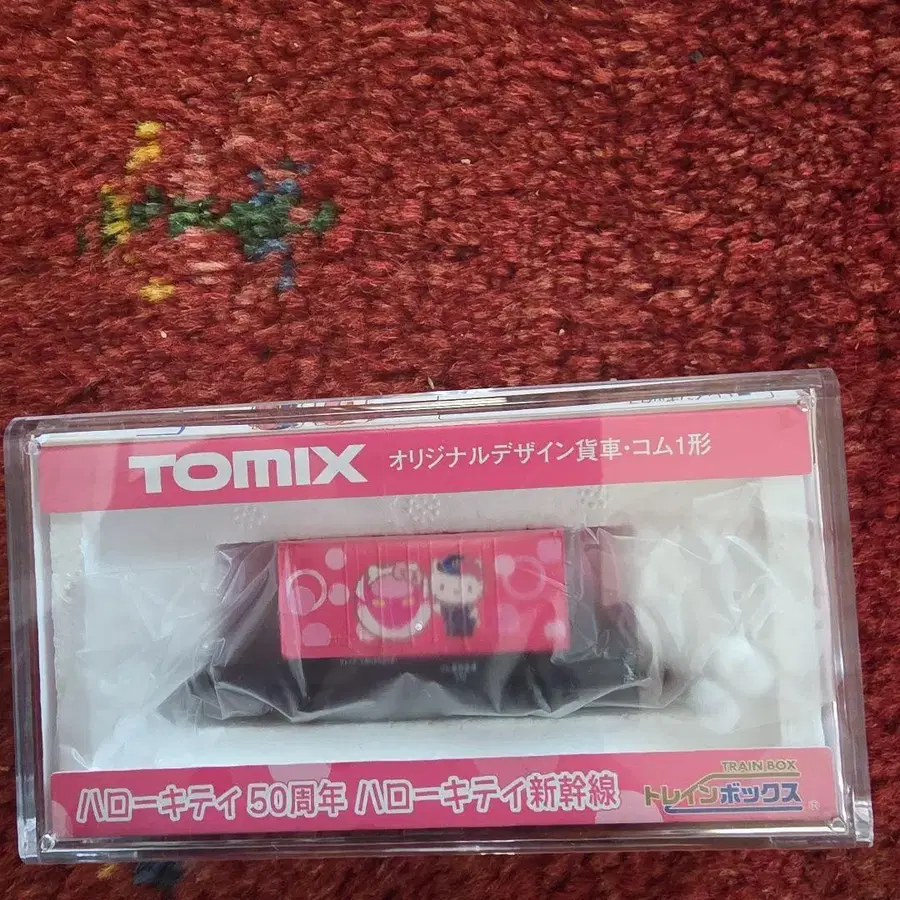 TOMIX オリジナルデザイン貨車・コム1形
TRAIN BOX
ハローキティ 50周年 ハローキティ新幹線 トレインボックス®